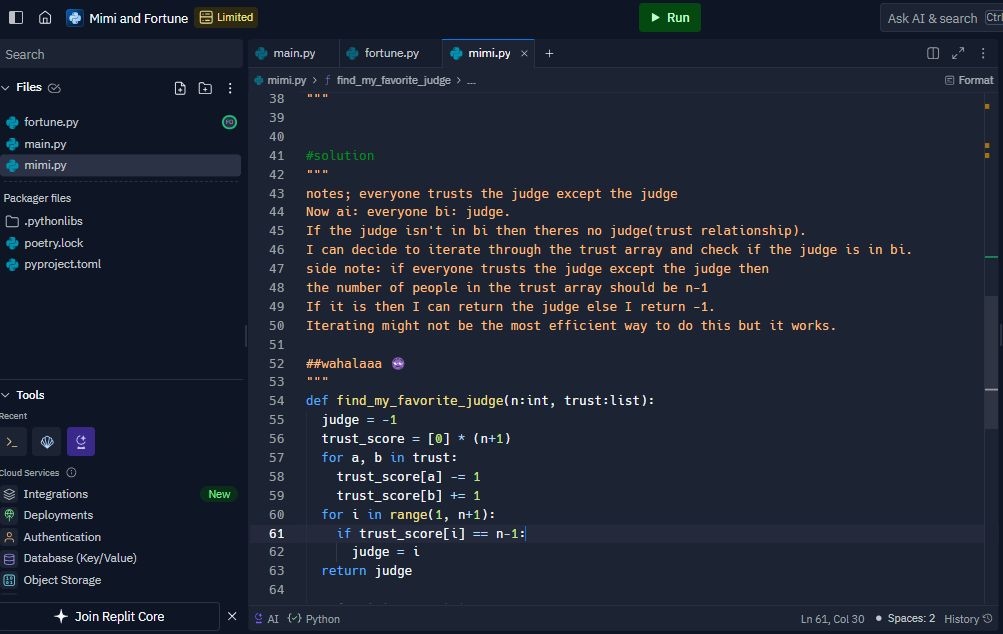 Mimi and Fortune
Limited
Run
Ask AI & search
Ctrl
Search
main.py
fortune.py
mimi.py
Files
mimi.py
find_my_favorite_judge
...
Format
fortune.py
main.py
mimi.py
Packager files
.pythonlibs
poetry.lock
pyproject.toml
Tools
Recent
Cloud Services
Integrations
New
Deployments
Authentication
Database (Key/Value)
Object Storage
Join Replit Core
38 """
39
40
41 #solution
42 """
43 notes; everyone trusts the judge except the judge
44 Now ai: everyone bi: judge.
45 If the judge isn't in bi then theres no judge(trust relationship).
46 I can decide to iterate through the trust array and check if the judge is in bi.
47 side note: if everyone trusts the judge except the judge then
48 the number of people in the trust array should be n-1
49 If it is then I can return the judge else I return -1.
50 Iterating might not be the most efficient way to do this but it works.
51
52 ##wahalaaa
53 """
54 def find_my_favorite_judge(n:int, trust:list):
55 judge = -1
56 trust_score = [0] * (n+1)
57 for a, b in trust:
58 trust_score[a] -= 1
59 trust_score[b] += 1
60 for i in range(1, n+1):
61 if trust_score[i] == n-1:
62 judge = i
63 return judge
64
AI
Python
Ln 61, Col 30
Spaces: 2
History